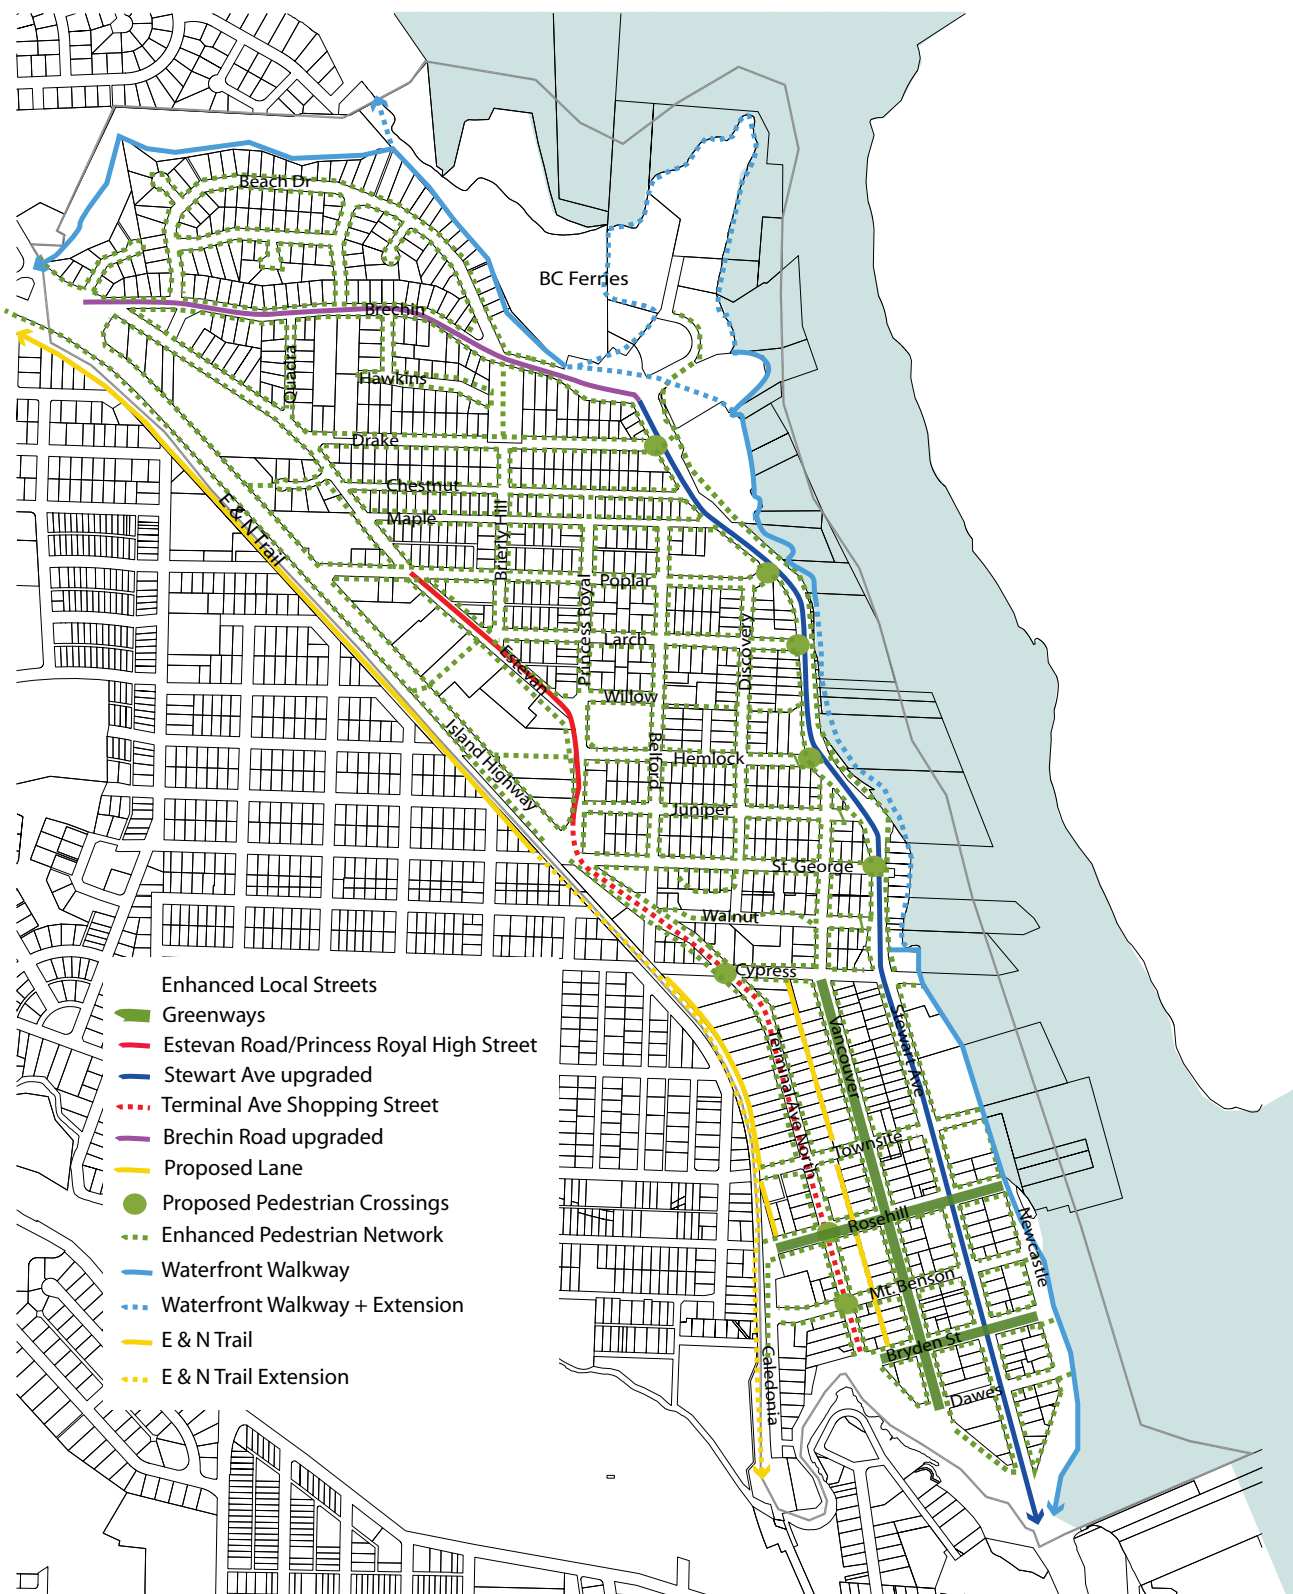 Beach Dr
BC Ferries
Brechin
Quadra
Hawkins
Drake
Chestnut
E & N Trail
Maple
Brierly Hill
Poplar
Princess Royal
Larch
Discovery
Estevan
Willow
Island Highway
Belford
Hemlock
Juniper
St. George
Walnut
Cypress
Stewart Ave
Vancouver
Terminal Ave North
Townsite
Rosehill
Newcastle
Mt. Benson
Bryden St
Caledonia
Dawes
Enhanced Local Streets
Greenways
Estevan Road/Princess Royal High Street
Stewart Ave upgraded
Terminal Ave Shopping Street
Brechin Road upgraded
Proposed Lane
Proposed Pedestrian Crossings
Enhanced Pedestrian Network
Waterfront Walkway
Waterfront Walkway + Extension
E & N Trail
E & N Trail Extension